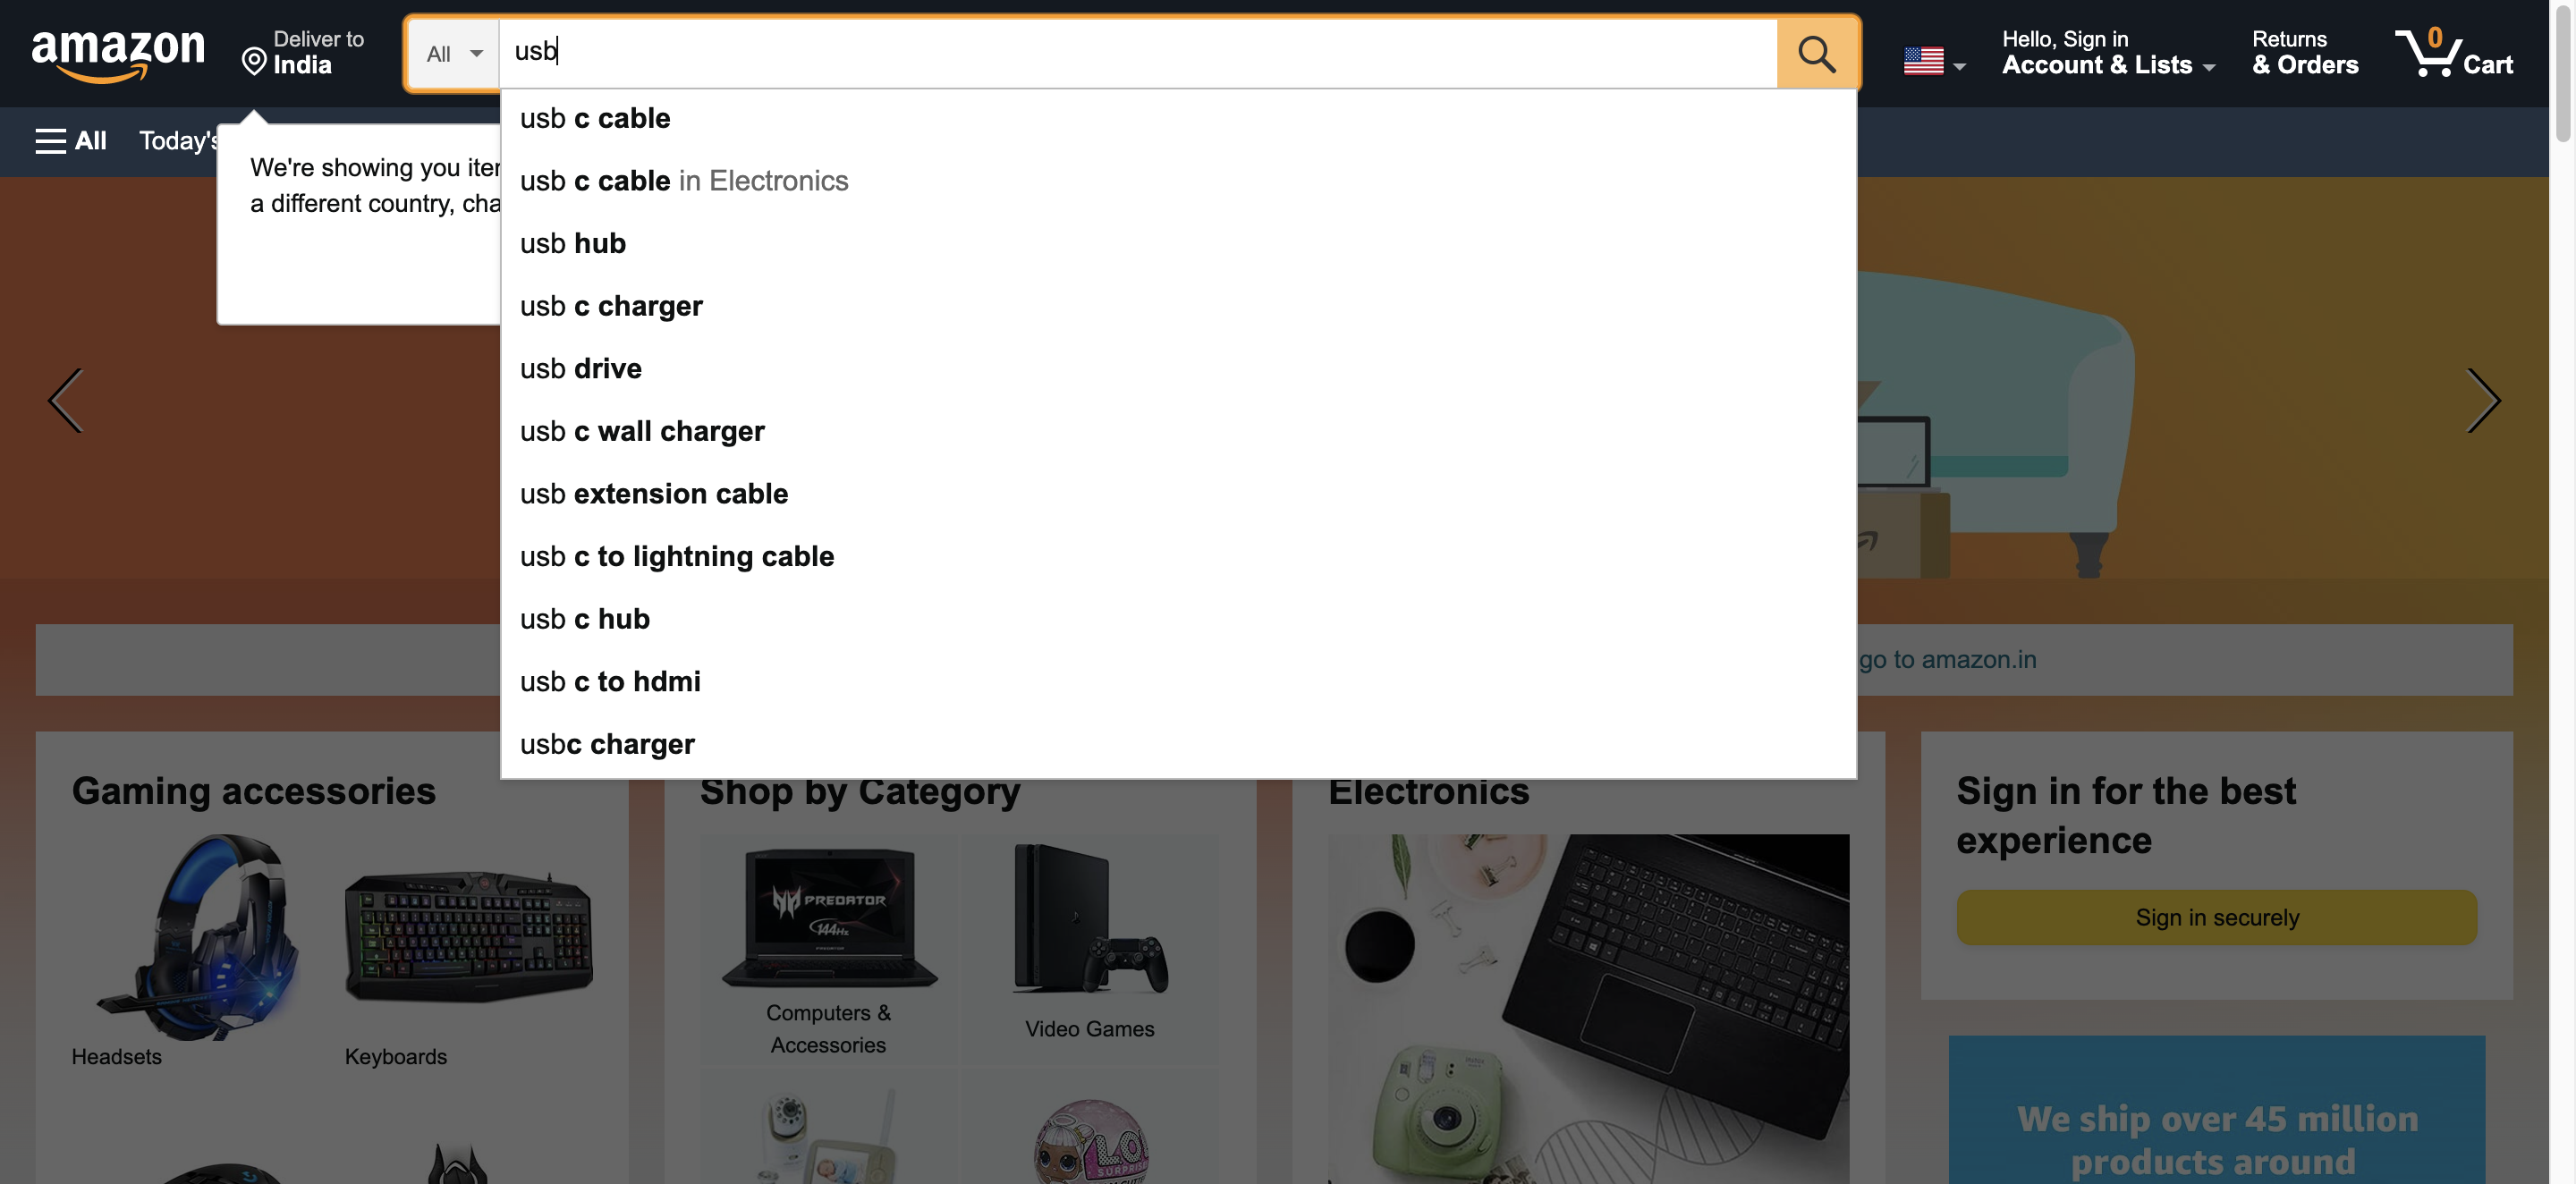 amazon
Deliver to
India
All
usb
Hello, Sign in
Account & Lists
Returns
& Orders
0
Cart
All
Today's
We're showing you
a different country,
usb c cable
usb c cable in Electronics
usb hub
usb c charger
usb drive
usb c wall charger
usb extension cable
usb c to lightning cable
usb c hub
usb c to hdmi
usbc charger
go to amazon.in
Gaming accessories
Headsets
Keyboards
Shop by Category
PREDATOR
144Hz
PREDATOR
Computers &
Accessories
Video Games
SURPRISE
Electronics
Sign in for the best
experience
Sign in securely
We ship over 45 million
products around